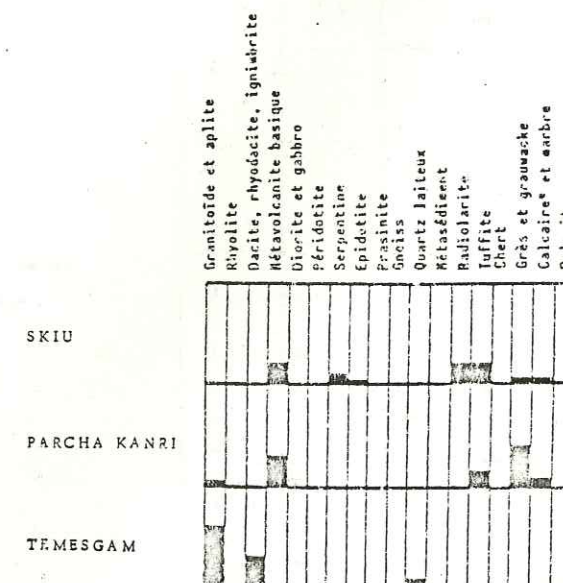 Granitoïde et aplite
Rhyolite
Dacite, rhyodacite, ignimbrite
Métavolcanite basique
Diorite et gabbro
Péridotite
Serpentine
Epidotite
Prasinite
Gneiss
Quartz laiteux
Métasédiment
Radiolarite
Tuffite
Chert
Grès et grauwacke
Calcaire* et marbre
SKIU
PARCHA KANRI
TEMESGAM